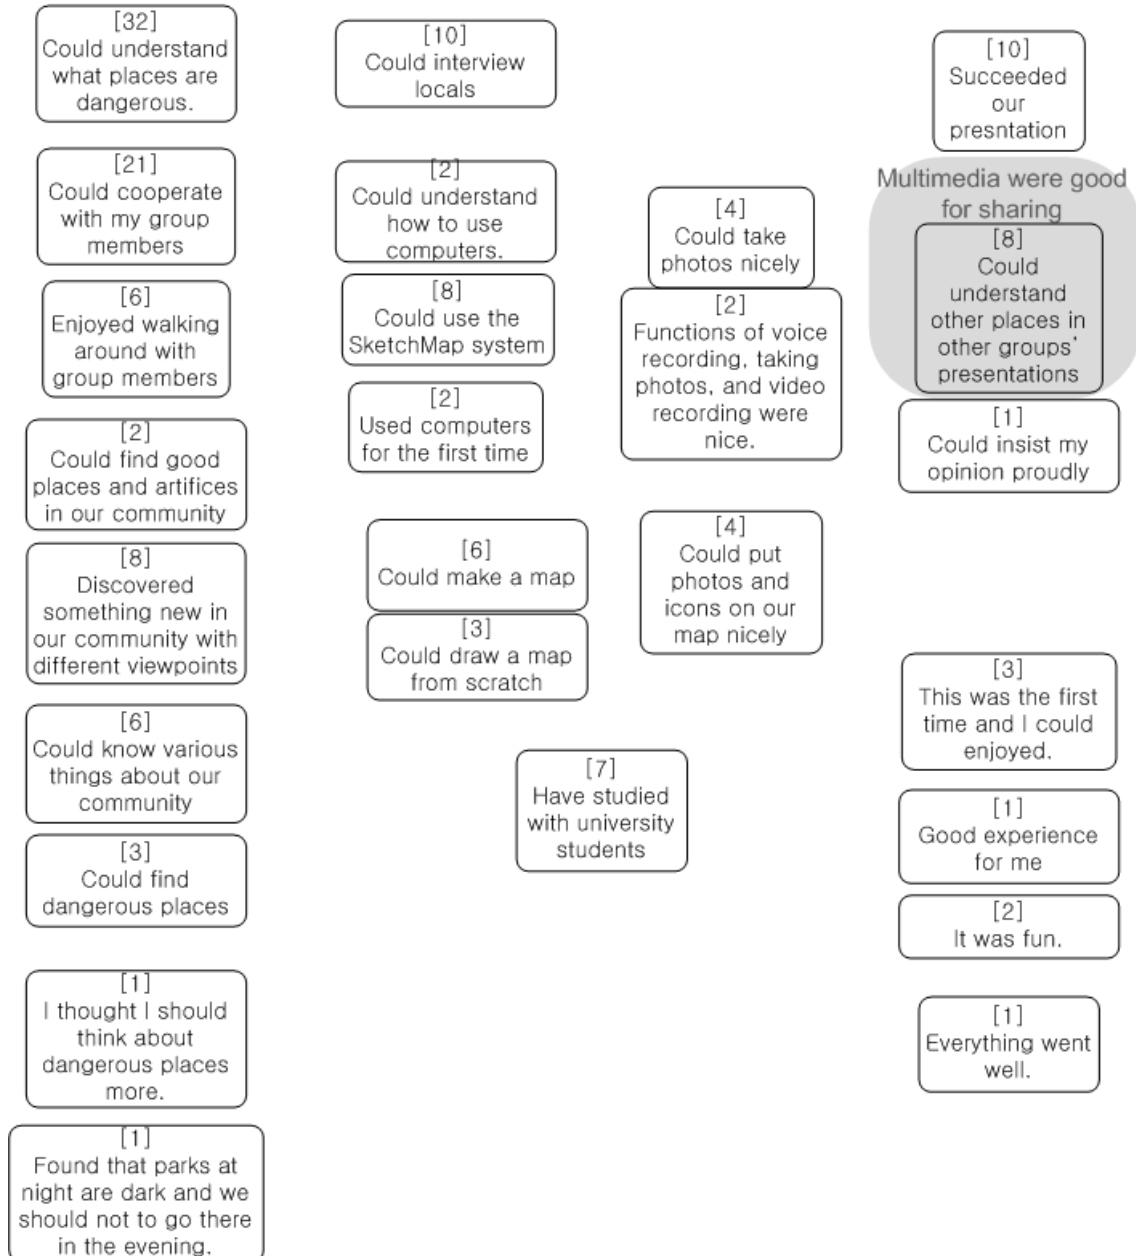 [32]
Could understand
what places are
dangerous.
[21]
Could cooperate
with my group
members
[6]
Enjoyed walking
around with
group members
[2]
Could find good
places and artifices
in our community
[8]
Discovered
something new in
our community with
different viewpoints
[6]
Could know various
things about our
community
[3]
Could find
dangerous places
[1]
I thought I should
think about
dangerous places
more.
[1]
Found that parks at
night are dark and we
should not to go there
in the evening.
[10]
Could interview
locals
[2]
Could understand
how to use
computers.
[8]
Could use the
SketchMap system
[2]
Used computers
for the first time
[6]
Could make a map
[3]
Could draw a map
from scratch
[7]
Have studied
with university
students
[4]
Could take
photos nicely
[2]
Functions of voice
recording, taking
photos, and video
recording were
nice.
[4]
Could put
photos and
icons on our
map nicely
[10]
Succeeded
our
presntation
Multimedia were good
for sharing
[8]
Could
understand
other places in
other groups'
presentations
[1]
Could insist my
opinion proudly
[3]
This was the first
time and I could
enjoyed.
[1]
Good experience
for me
[2]
It was fun.
[1]
Everything went
well.